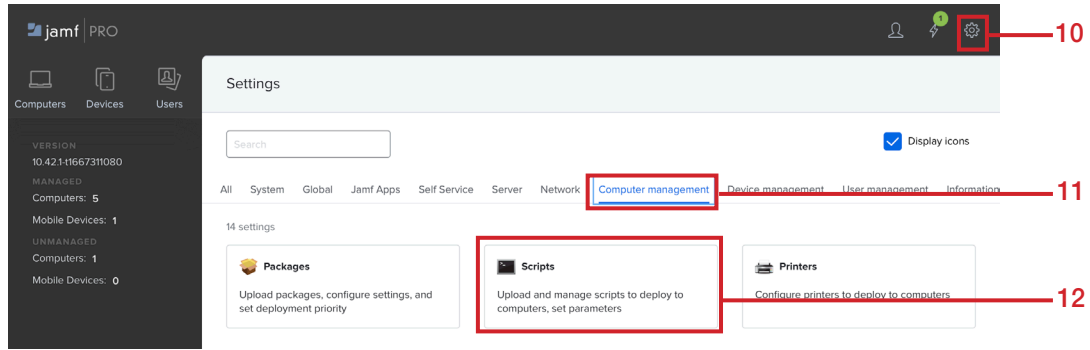 jamf PRO
1
10
Computers Devices Users
Settings
VERSION
10.42.1-t1667311080
MANAGED
Computers: 5
Mobile Devices: 1
UNMANAGED
Computers: 1
Mobile Devices: 0
Search
Display icons
All System Global Jamf Apps Self Service Server Network Computer management Device management User management Information
11
14 settings
Packages
Upload packages, configure settings, and
set deployment priority
Scripts
Upload and manage scripts to deploy to
computers, set parameters
Printers
Configure printers to deploy to computers
12